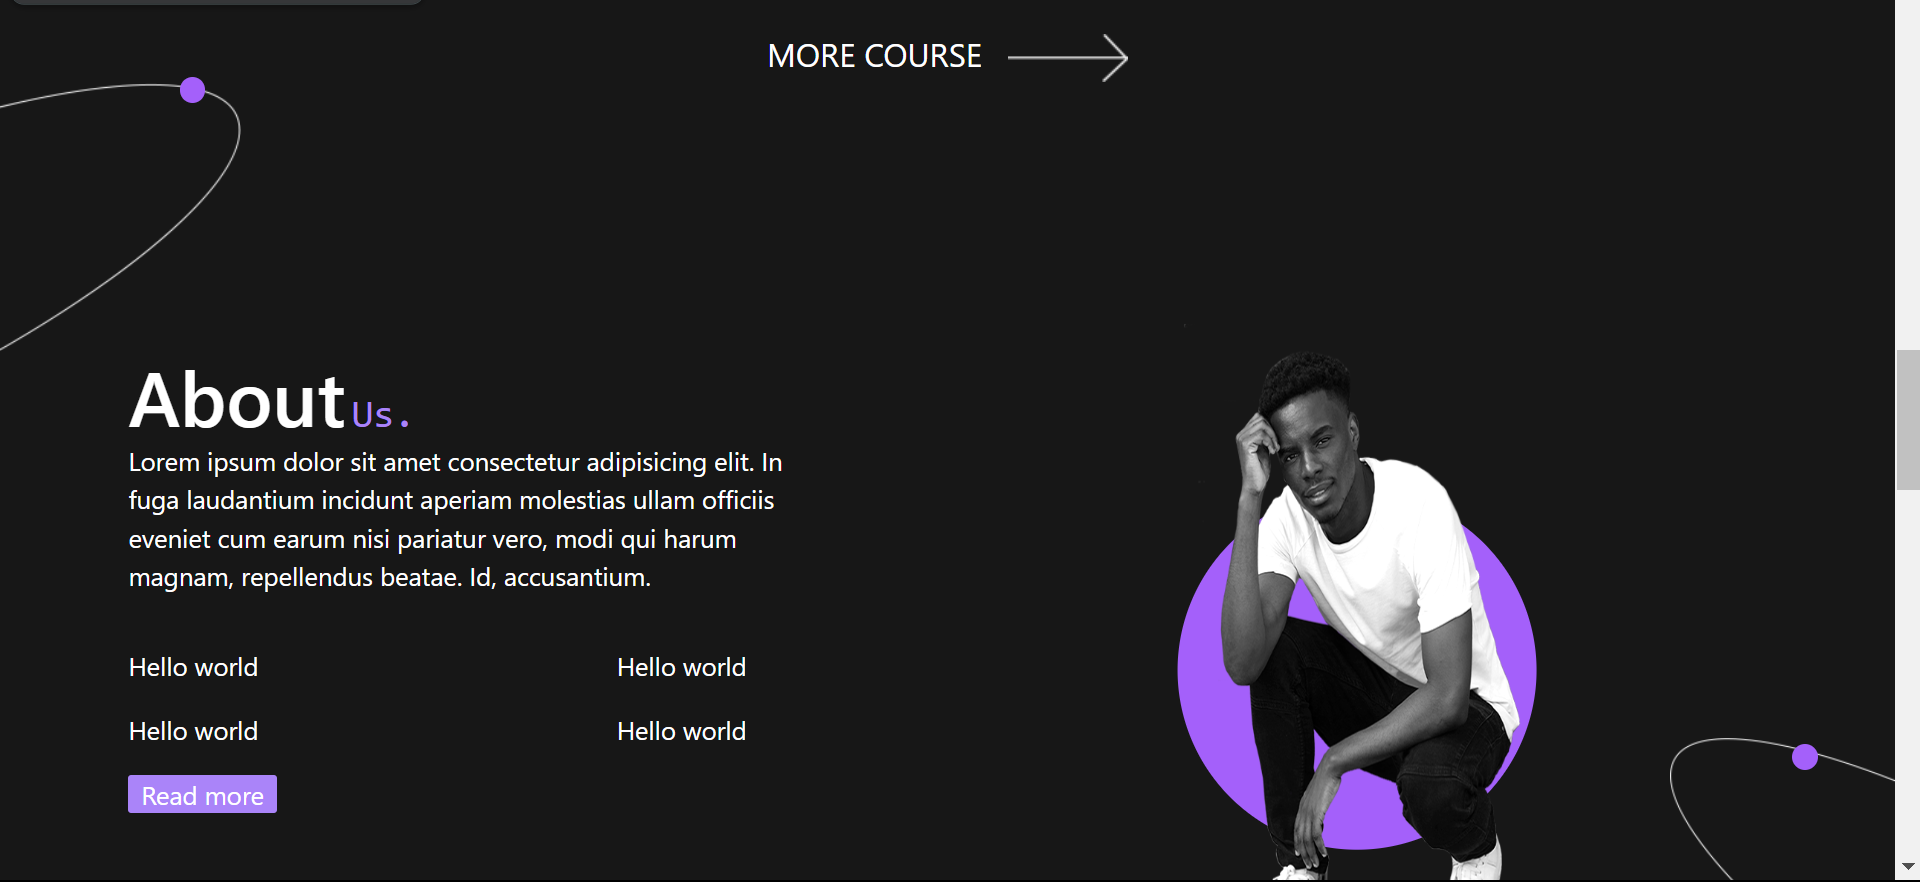 MORE COURSE
About Us.
Lorem ipsum dolor sit amet consectetur adipisicing elit. In
fuga laudantium incidunt aperiam molestias ullam officiis
eveniet cum earum nisi pariatur vero, modi qui harum
magnam, repellendus beatae. Id, accusantium.
Hello world Hello world
Hello world Hello world
Read more